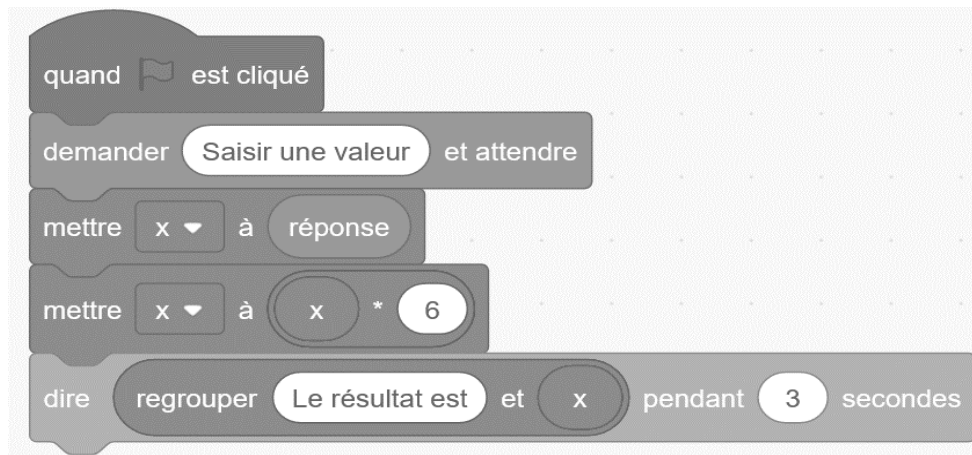 quand est cliqué
demander Saisir une valeur et attendre
mettre x à réponse
mettre x à x * 6
dire regrouper Le résultat est et x pendant 3 secondes